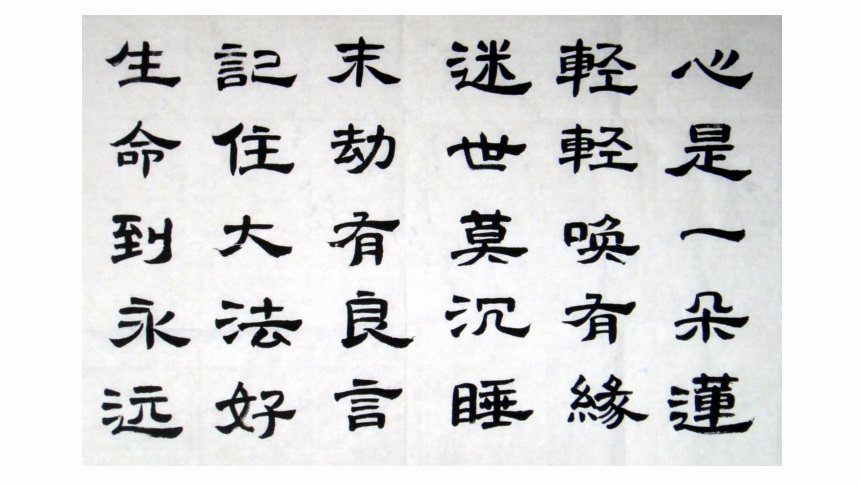 心是一朵蓮
輕輕唤有緣
迷世莫沉睡
末劫有良言
記住大法好
生命到永远